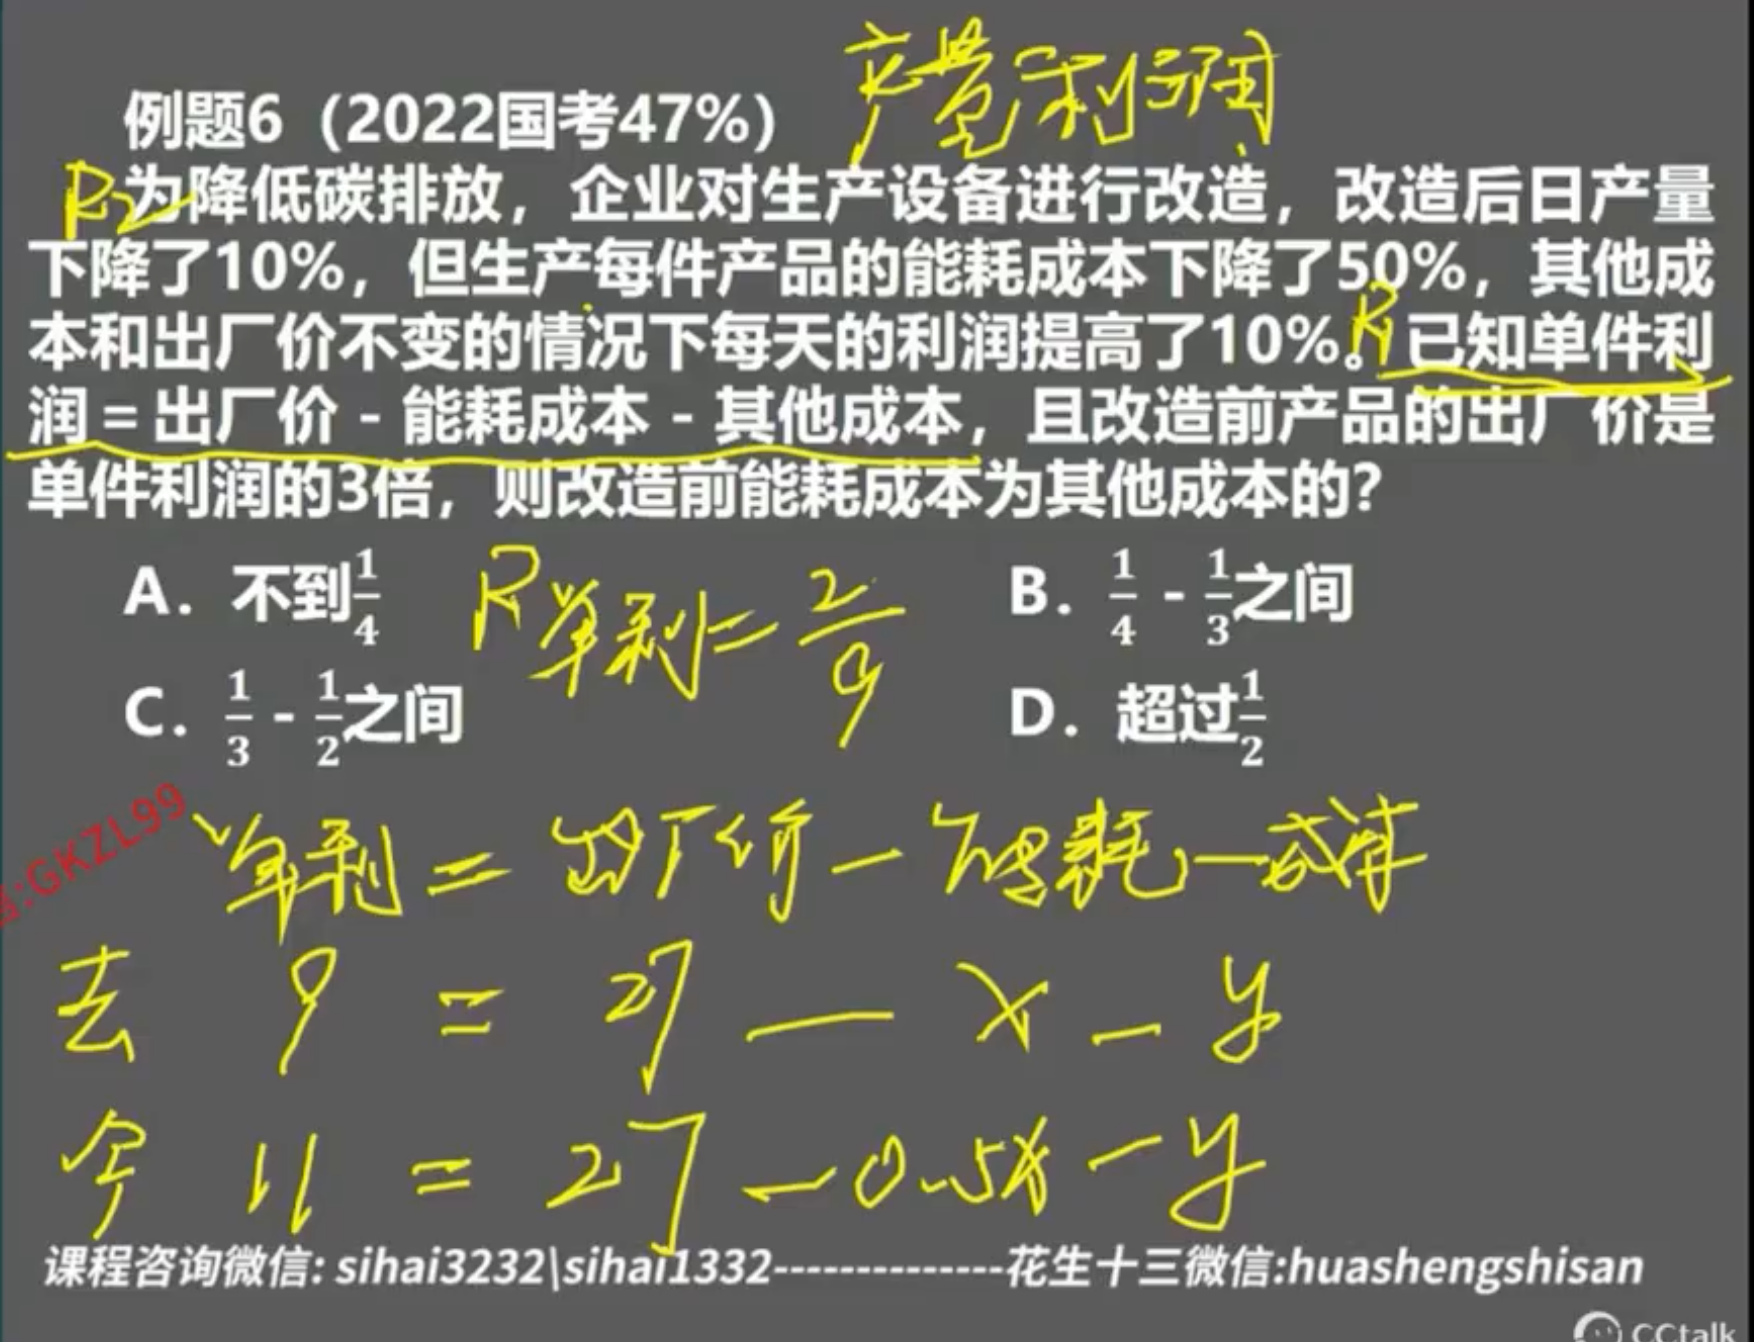 产量利润
例题6（2022国考47%）
R2
为降低碳排放，企业对生产设备进行改造，改造后日产量
下降了10%，但生产每件产品的能耗成本下降了50%，其他成
本和出厂价不变的情况下每天的利润提高了10%。R1 已知单件利
润＝出厂价 - 能耗成本 - 其他成本，且改造前产品的出厂价是
单件利润的3倍，则改造前能耗成本为其他成本的？
A．不到1/4 B．1/4 - 1/3之间
R单利=2/9
C．1/3 - 1/2之间 D．超过1/2
:GKZL99
单利 = 出厂价 - 能耗 - 成本
去 9 = 27 - x - y
今 11 = 27 - 0.5x - y
课程咨询微信: sihai3232\sihai1332--------------花生十三微信:huashengshisan
CCtalk